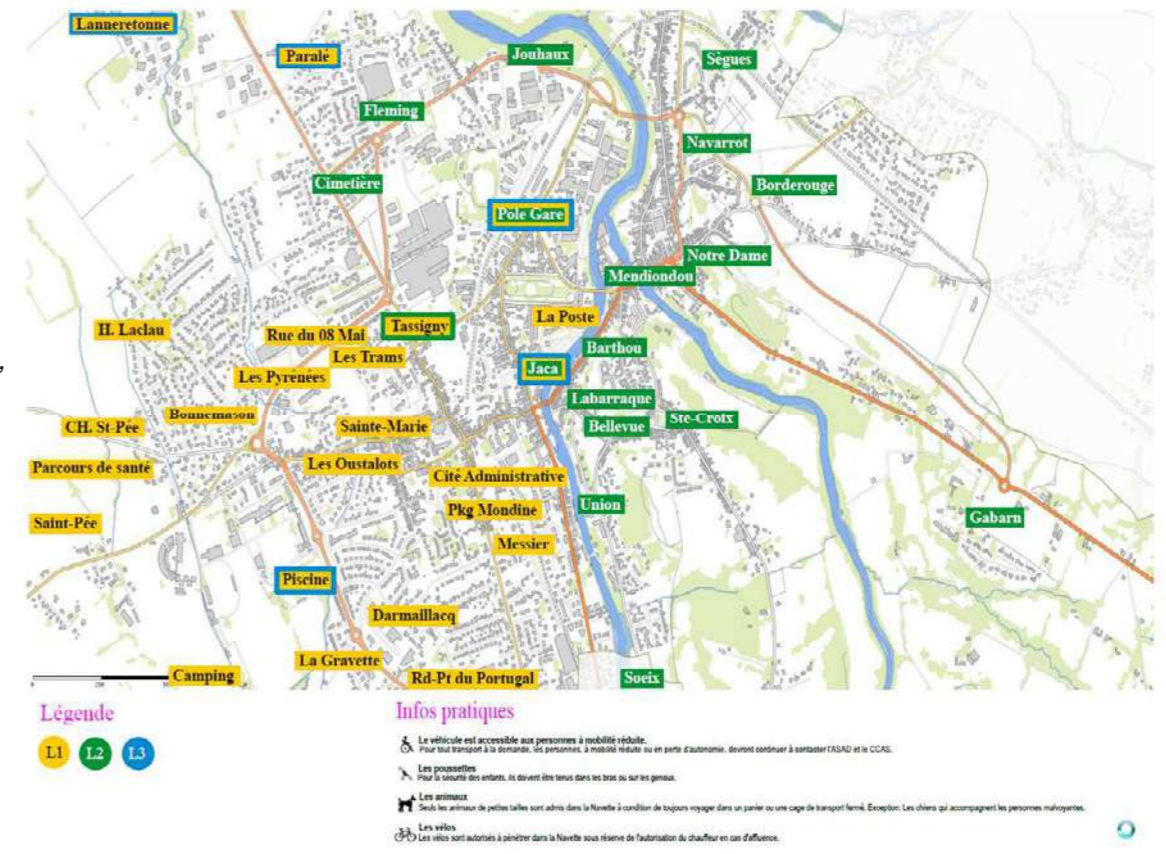 Lanneretonne
Paralé
Jouhaux
Sègues
Fleming
Navarrot
Cimetière
Borderouge
Pole Gare
Notre Dame
Mendiondou
H. Laclau
Rue du 08 Mai
Tassigny
La Poste
Les Trams
Barthou
Les Pyrénées
Jaca
Labarraque
Bonnemason
CH. St-Pée
Sainte-Marie
Bellevue
Ste-Croix
Parcours de santé
Les Oustalots
Cité Administrative
Saint-Pée
Pkg Mondine
Union
Gabarn
Messier
Piscine
Darmaillacq
La Gravette
Camping
Rd-Pt du Portugal
Soeix
Légende
L1 L2 L3
Infos pratiques
Le véhicule est accessible aux personnes à mobilité réduite.
Pour tout transport à la demande, les personnes, à mobilité réduite ou en perte d'autonomie, devront continuer à contacter l'ASAD et le CCAS.
Les poussettes
Pour la sécurité des enfants, ils doivent être tenus dans les bras ou sur les genoux.
Les animaux
Seuls les animaux de petites tailles sont admis dans la Navette à condition de toujours voyager dans un panier ou une cage de transport fermé. Exception: Les chiens qui accompagnent les personnes malvoyantes.
Les vélos
Les vélos sont autorisés à pénétrer dans la Navette sous réserve de l'autorisation du chauffeur en cas d'affluence.